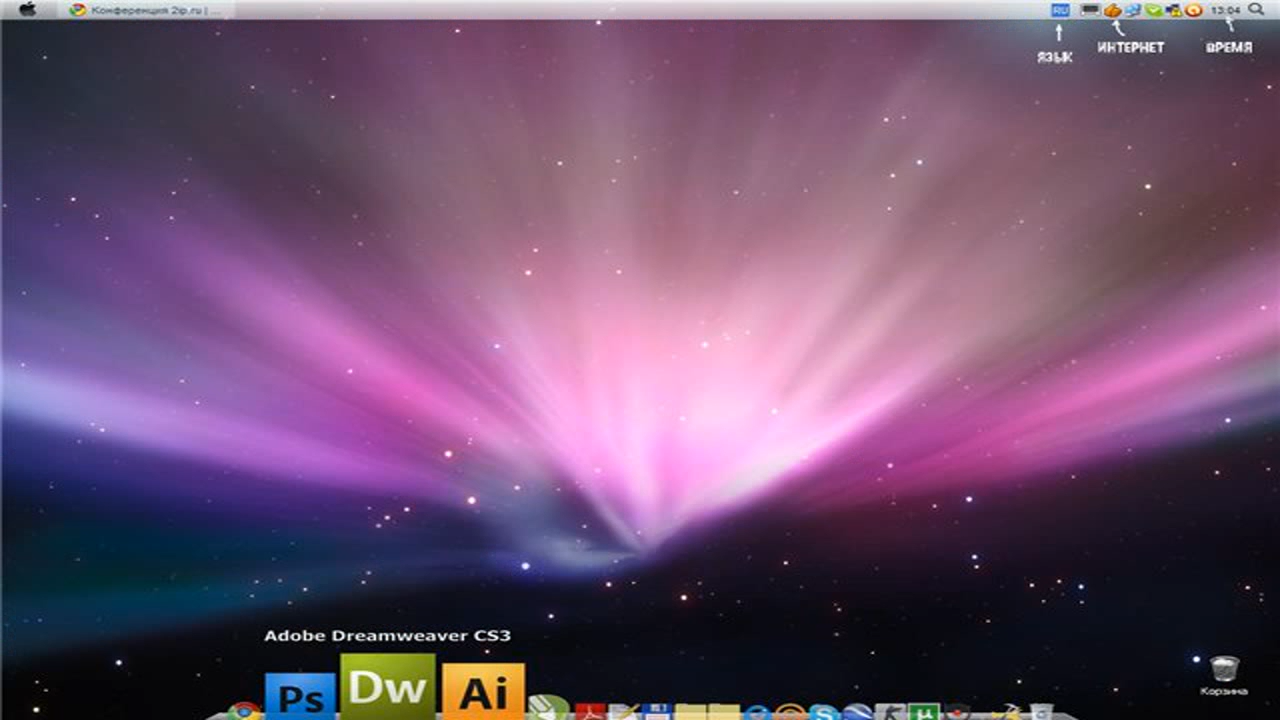 Конференция 2ip.ru | ...
RU
13:04
ЯЗЫК
ИНТЕРНЕТ
ВРЕМЯ
Adobe Dreamweaver CS3
Ps
Dw
Ai
µ
Корзина